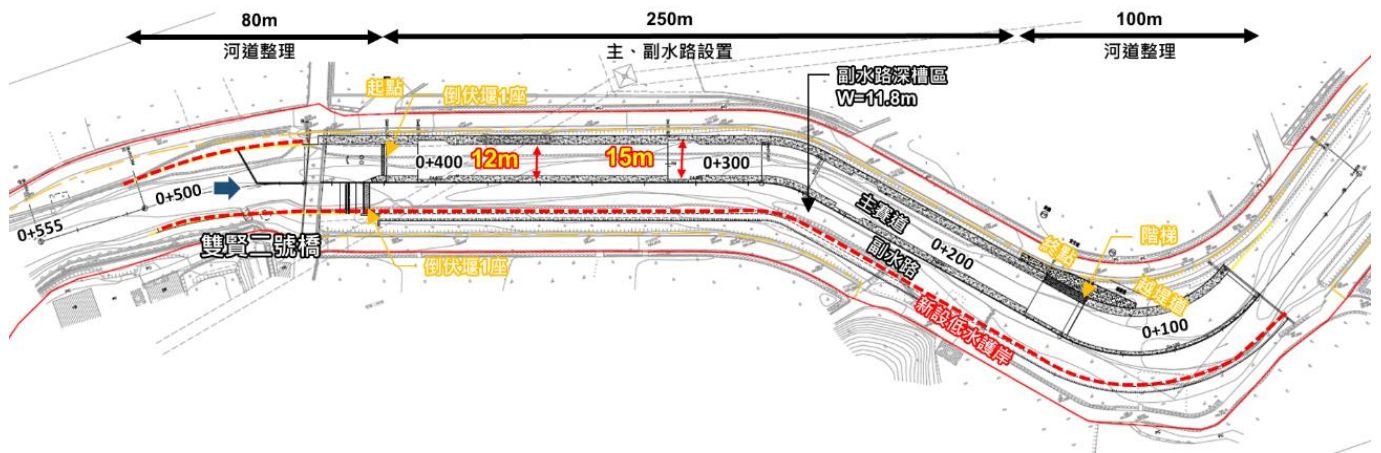 80m
250m
100m
河道整理
主、副水路設置
河道整理
起點
倒伏堰1座
副水路深槽區
W=11.8m
0+400
12m
15m
0+300
0+500
0+555
主賽道
副水路
0+200
終點
階梯
0+100
雙賢二號橋
倒伏堰1座
新設低水護岸